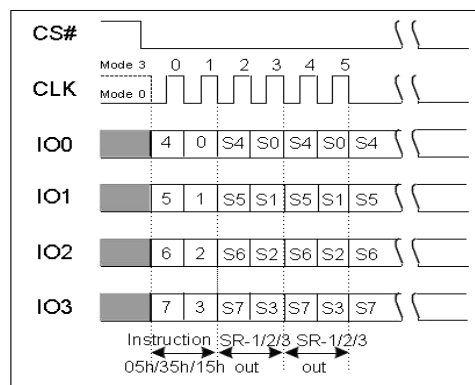 CS#
Mode 3 0 1 2 3 4 5
CLK
Mode 0
IO0 4 0 S4 S0 S4 S0 S4
IO1 5 1 S5 S1 S5 S1 S5
IO2 6 2 S6 S2 S6 S2 S6
IO3 7 3 S7 S3 S7 S3 S7
Instruction SR-1/2/3 SR-1/2/3
05h/35h/15h out out